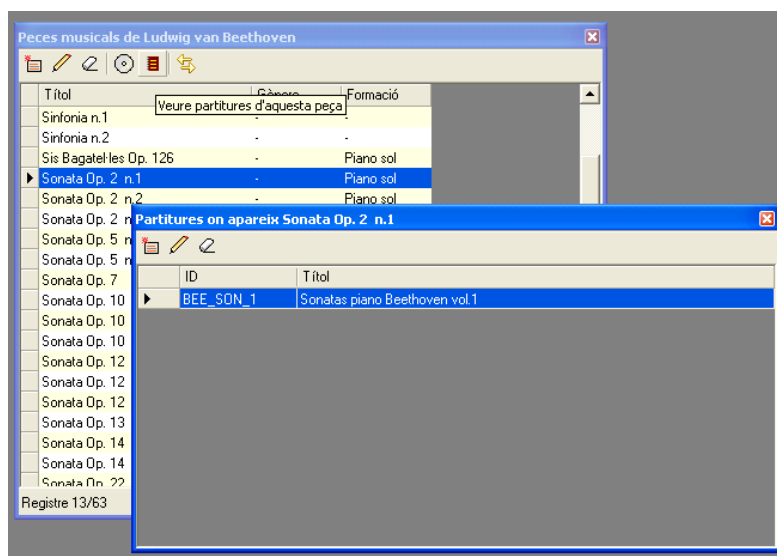 Peces musicals de Ludwig van Beethoven
Títol Formació
Veure partitures d'aquesta peça
Sinfonia n.1 - -
Sinfonia n.2 - -
Sis Bagatel·les Op. 126 - Piano sol
Sonata Op. 2 n.1 - Piano sol
Sonata Op. 2 n.2 - Piano sol
Sonata Op. 2 n
Sonata Op. 5 n
Sonata Op. 5 n
Sonata Op. 7
Sonata Op. 10
Sonata Op. 10
Sonata Op. 10
Sonata Op. 12
Sonata Op. 12
Sonata Op. 12
Sonata Op. 13
Sonata Op. 14
Sonata Op. 14
Sonata Op. 22
Registre 13/63
Partitures on apareix Sonata Op. 2 n.1
ID Títol
BEE_SON_1 Sonatas piano Beethoven vol.1